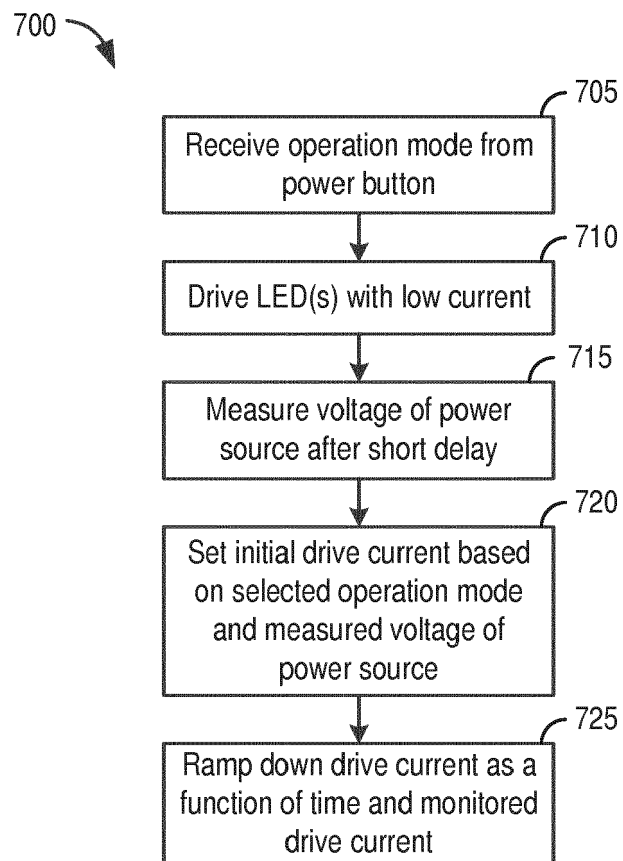 700
705
Receive operation mode from
power button
710
Drive LED(s) with low current
715
Measure voltage of power
source after short delay
720
Set initial drive current based
on selected operation mode
and measured voltage of
power source
725
Ramp down drive current as a
function of time and monitored
drive current